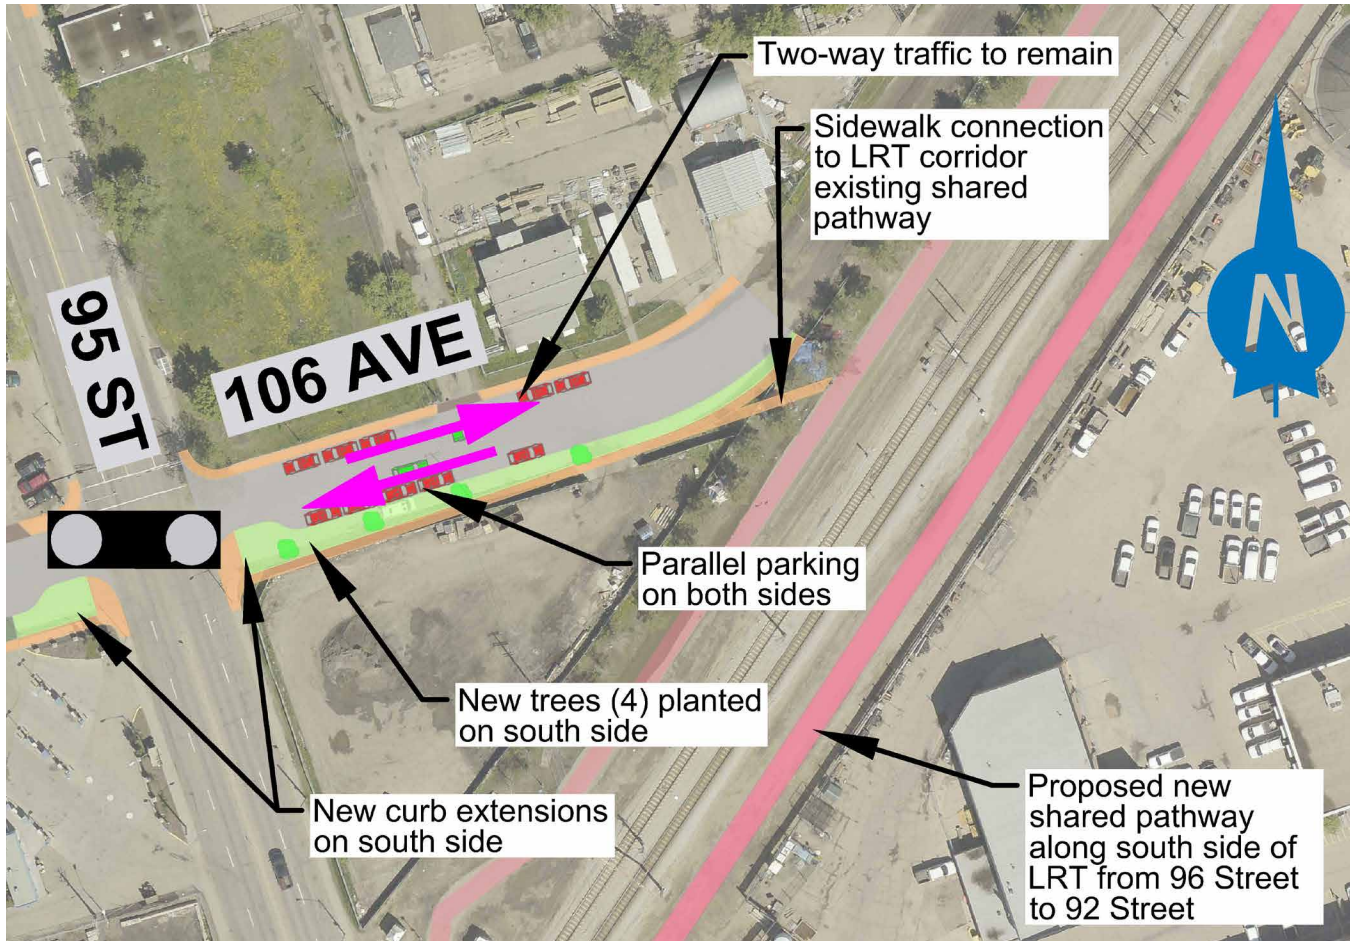 Two-way traffic to remain
Sidewalk connection
to LRT corridor
existing shared
pathway
95 ST
106 AVE
N
Parallel parking
on both sides
New trees (4) planted
on south side
New curb extensions
on south side
Proposed new
shared pathway
along south side of
LRT from 96 Street
to 92 Street